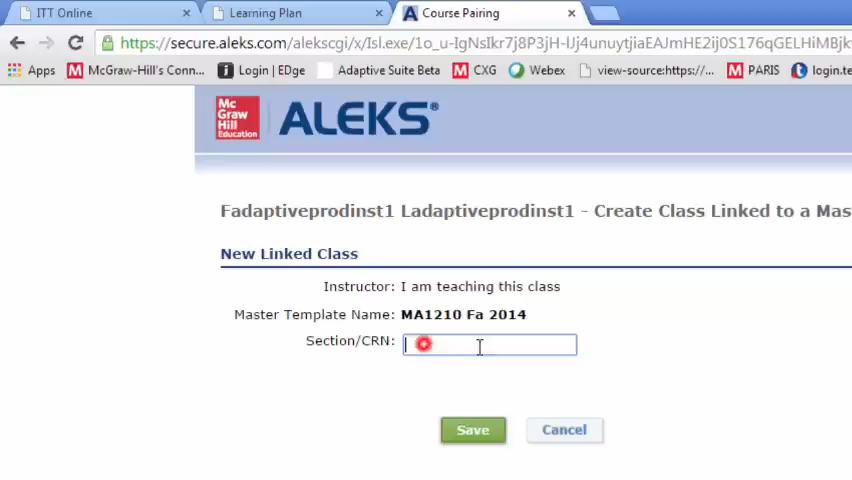 ITT Online
Learning Plan
Course Pairing
https://secure.aleks.com/alekscgi/x/Isl.exe/1o_u-IgNsIkr7j8P3jH-lJj4unuytjiaEAJmHE2ij0S176qGELHiMBjk
Apps McGraw-Hill's Conn... Login | EDge Adaptive Suite Beta CXG Webex view-source:https://... PARIS login.te
Mc
Graw
Hill
Education
ALEKS®
Fadaptiveprodinst1 Ladaptiveprodinst1 - Create Class Linked to a Mas
New Linked Class
Instructor: I am teaching this class
Master Template Name: MA1210 Fa 2014
Section/CRN:
Save Cancel